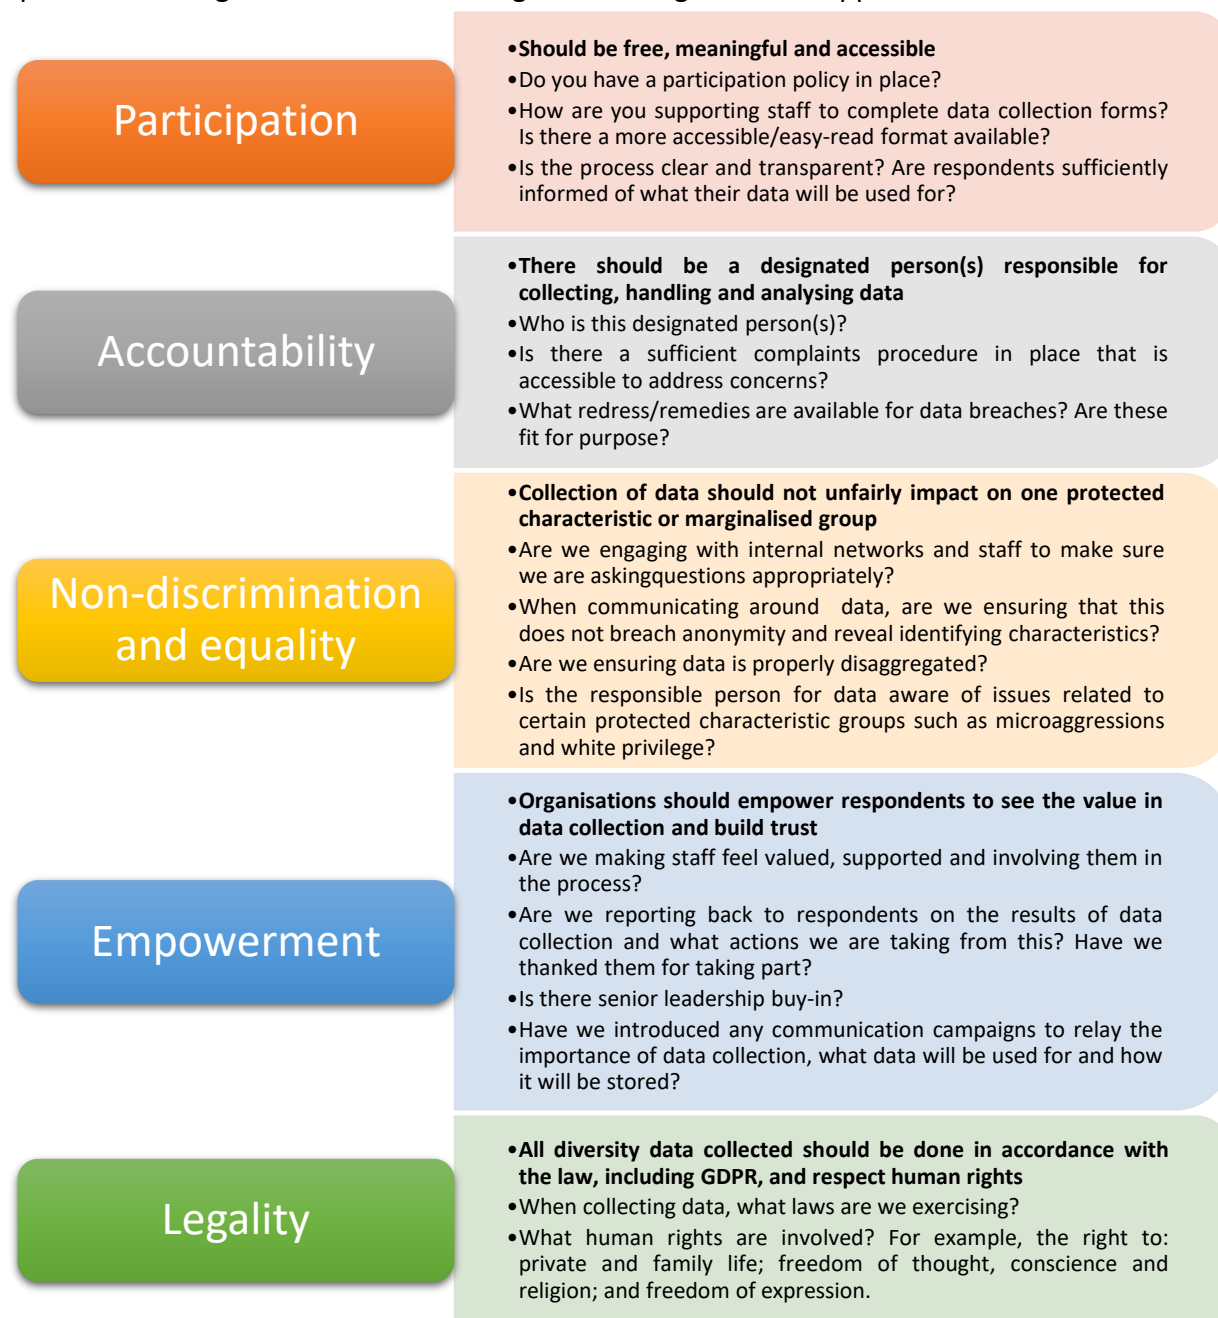 Participation
•Should be free, meaningful and accessible
•Do you have a participation policy in place?
•How are you supporting staff to complete data collection forms?
Is there a more accessible/easy-read format available?
•Is the process clear and transparent? Are respondents sufficiently
informed of what their data will be used for?
Accountability
•There should be a designated person(s) responsible for
collecting, handling and analysing data
•Who is this designated person(s)?
•Is there a sufficient complaints procedure in place that is
accessible to address concerns?
•What redress/remedies are available for data breaches? Are these
fit for purpose?
Non-discrimination
and equality
•Collection of data should not unfairly impact on one protected
characteristic or marginalised group
•Are we engaging with internal networks and staff to make sure
we are askingquestions appropriately?
•When communicating around data, are we ensuring that this
does not breach anonymity and reveal identifying characteristics?
•Are we ensuring data is properly disaggregated?
•Is the responsible person for data aware of issues related to
certain protected characteristic groups such as microaggressions
and white privilege?
Empowerment
•Organisations should empower respondents to see the value in
data collection and build trust
•Are we making staff feel valued, supported and involving them in
the process?
•Are we reporting back to respondents on the results of data
collection and what actions we are taking from this? Have we
thanked them for taking part?
•Is there senior leadership buy-in?
•Have we introduced any communication campaigns to relay the
importance of data collection, what data will be used for and how
it will be stored?
Legality
•All diversity data collected should be done in accordance with
the law, including GDPR, and respect human rights
•When collecting data, what laws are we exercising?
•What human rights are involved? For example, the right to:
private and family life; freedom of thought, conscience and
religion; and freedom of expression.